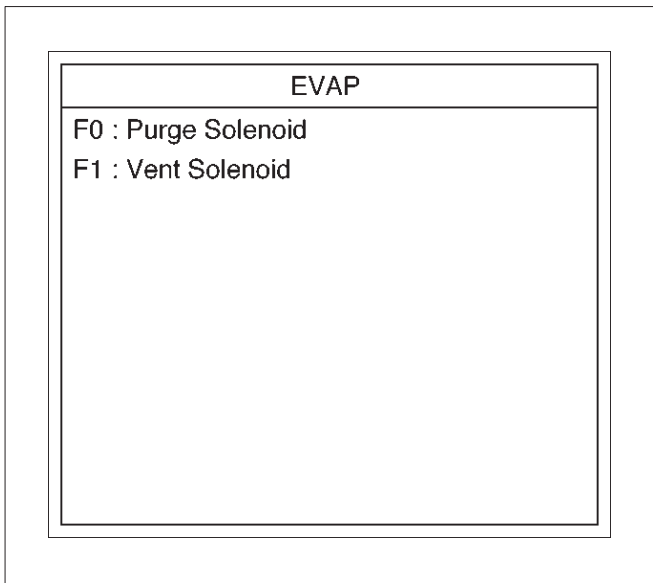 EVAP
F0 : Purge Solenoid
F1 : Vent Solenoid